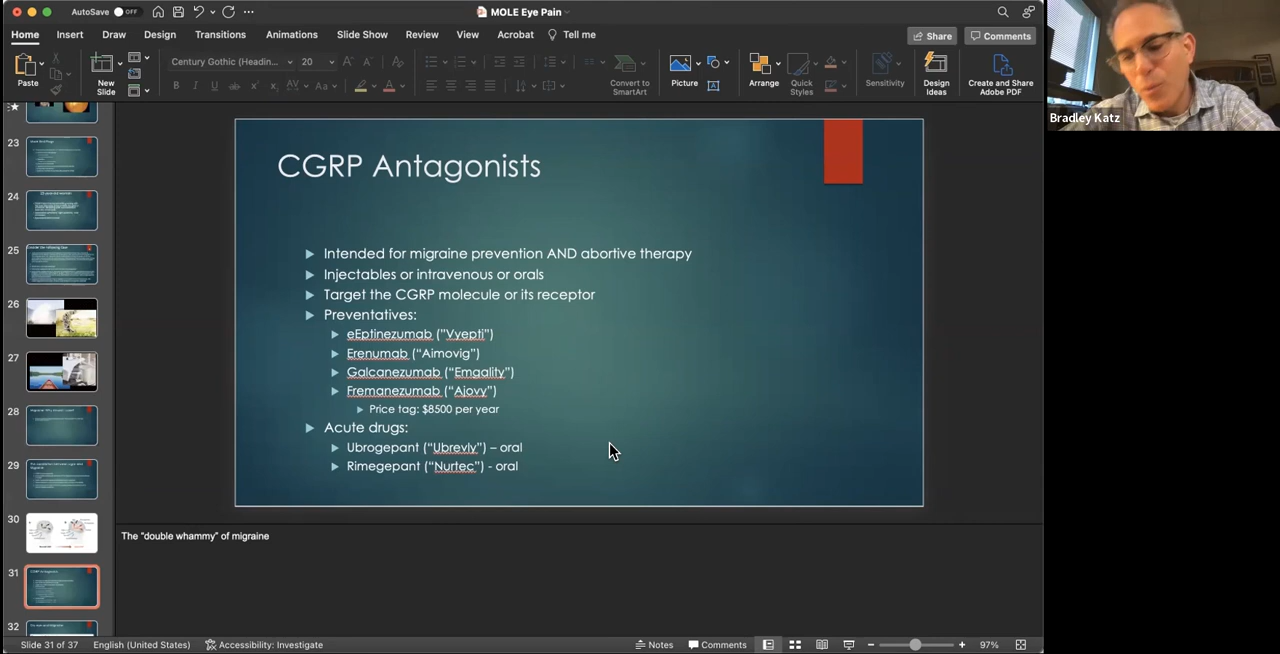 AutoSave OFF
MOLE Eye Pain
Home Insert Draw Design Transitions Animations Slide Show Review View Acrobat Tell me
Share Comments
Century Gothic (Headin... 20
Paste New Slide Convert to SmartArt Picture Arrange Quick Styles Sensitivity Design Ideas Create and Share Adobe PDF
Bradley Katz
23
24
25
26
27
28
29
30
31
32
CGRP Antagonists
Intended for migraine prevention AND abortive therapy
Injectables or intravenous or orals
Target the CGRP molecule or its receptor
Preventatives:
eEptinezumab ("Vyepti")
Erenumab ("Aimovig")
Galcanezumab ("Emgality")
Fremanezumab ("Ajovy")
Price tag: $8500 per year
Acute drugs:
Ubrogepant ("Ubrevly") – oral
Rimegepant ("Nurtec") - oral
The "double whammy" of migraine
Slide 31 of 37 English (United States) Accessibility: Investigate Notes Comments 97%